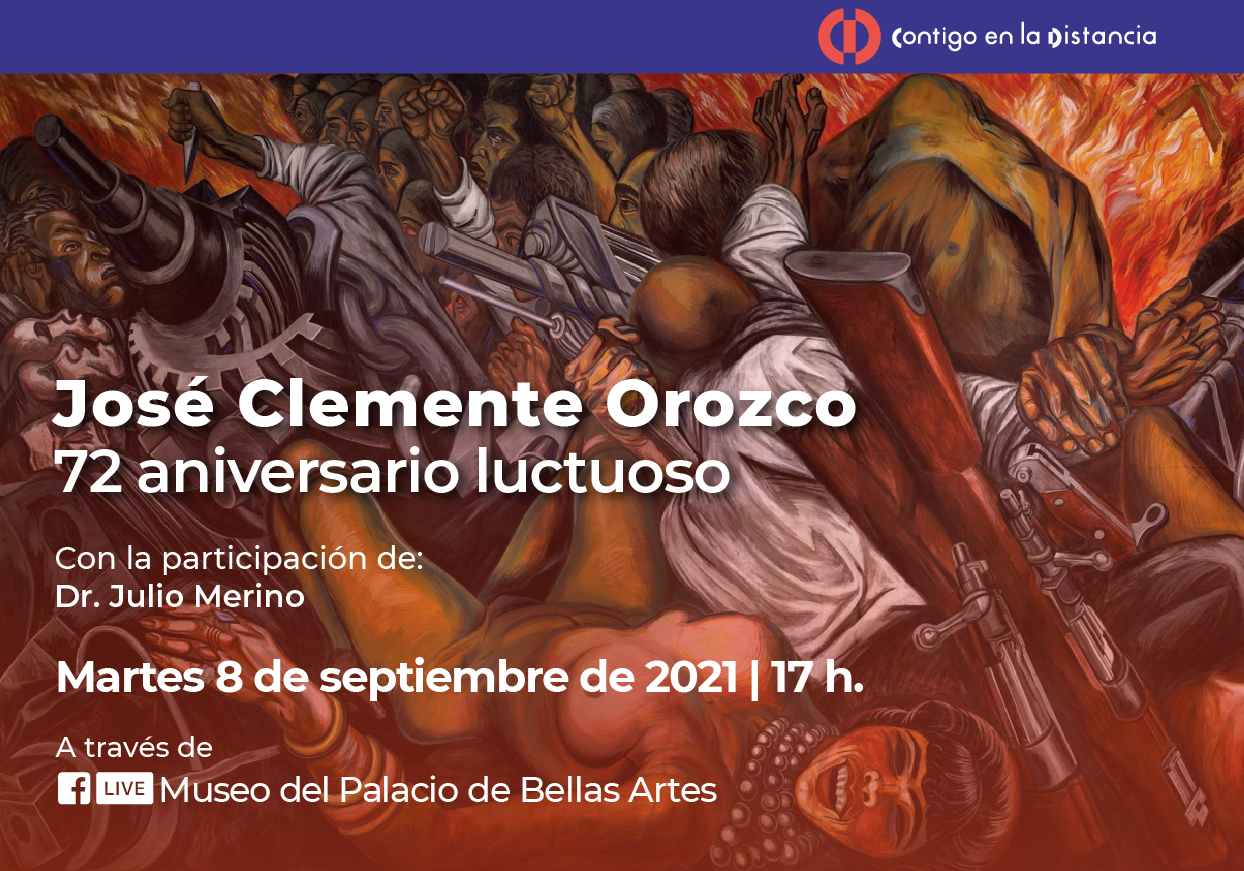 Contigo en la Distancia
José Clemente Orozco
72 aniversario luctuoso
Con la participación de:
Dr. Julio Merino
Martes 8 de septiembre de 2021 | 17 h.
A través de
f LIVE Museo del Palacio de Bellas Artes